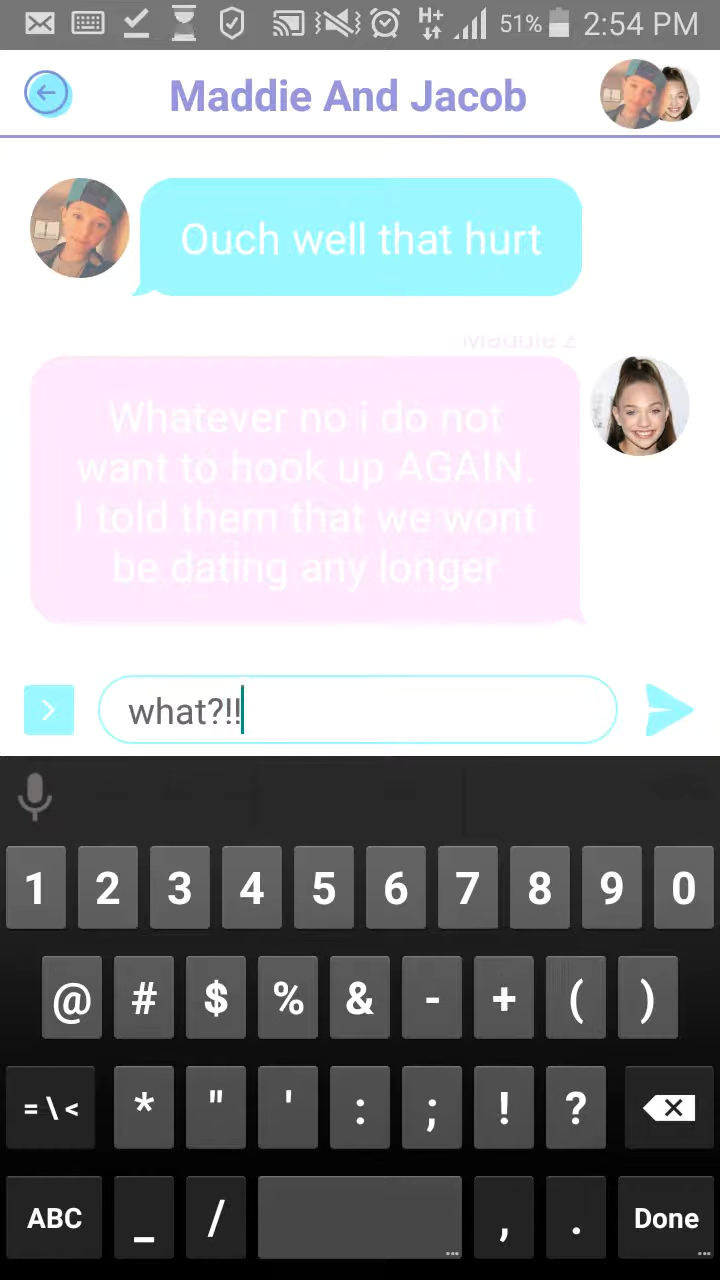 H+ 51% 2:54 PM
Maddie And Jacob
Ouch well that hurt
Maddie Z
Whatever no i do not
want to hook up AGAIN.
I told them that we wont
be dating any longer
what?!!
1 2 3 4 5 6 7 8 9 0
@ # $ % & - + ( )
= \ < * " ' : ; ! ?
ABC _ / , . Done